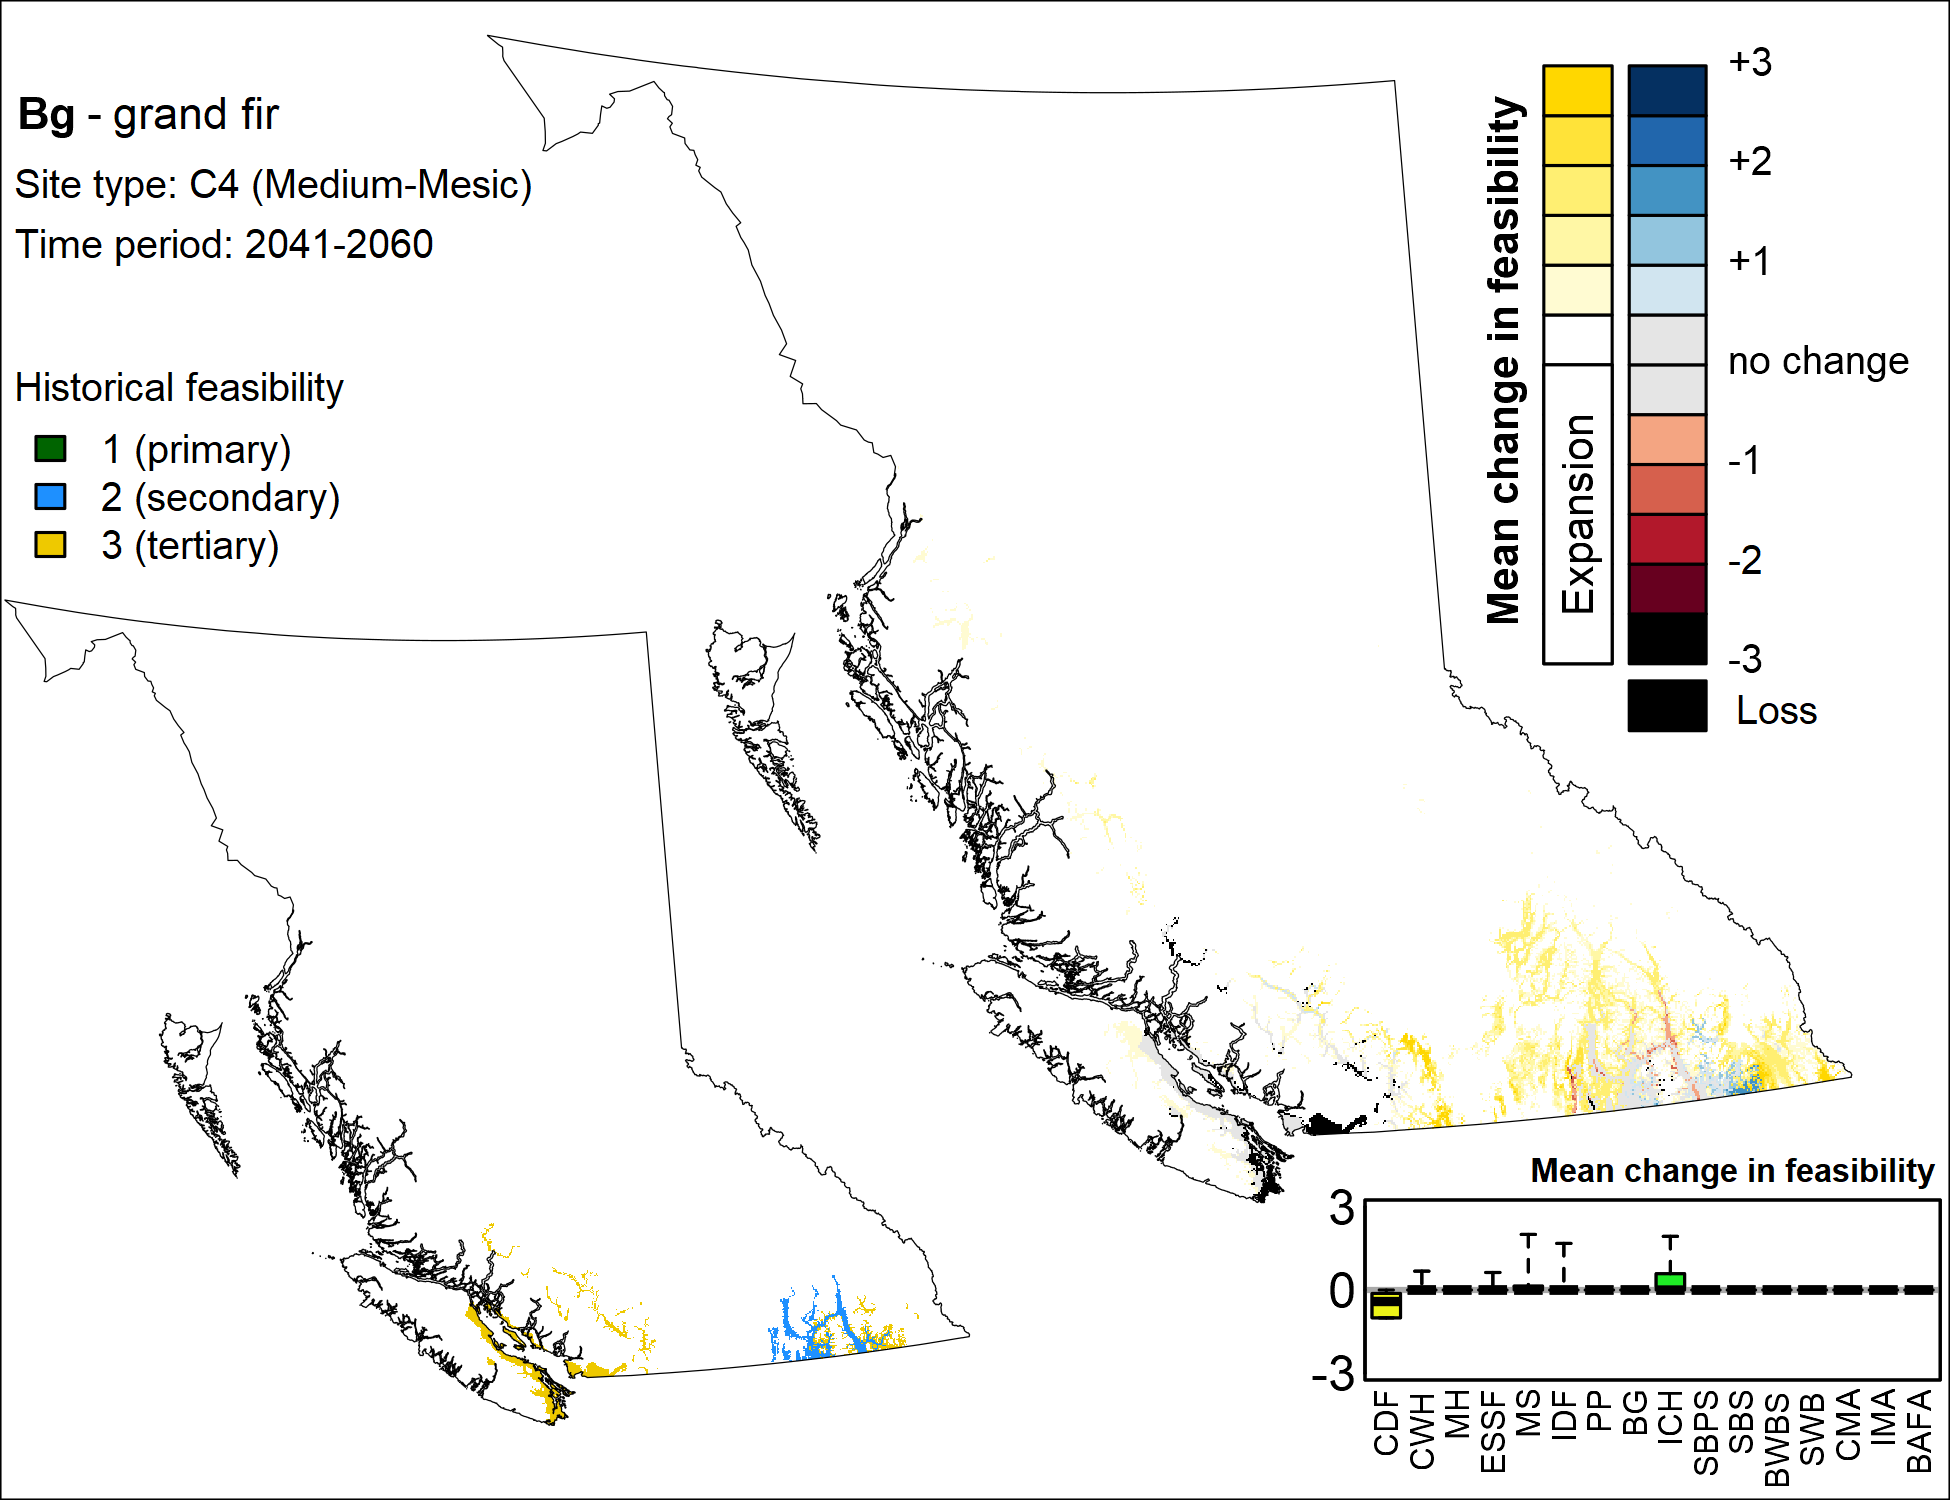 Bg - grand fir
Site type: C4 (Medium-Mesic)
Time period: 2041-2060
Historical feasibility
1 (primary)
2 (secondary)
3 (tertiary)
Mean change in feasibility
Expansion
+3
+2
+1
no change
-1
-2
-3
Loss
Mean change in feasibility
3
0
-3
CDF
CWH
MH
ESSF
MS
IDF
PP
BG
ICH
SBPS
SBS
BWBS
SWB
CMA
IMA
BAFA